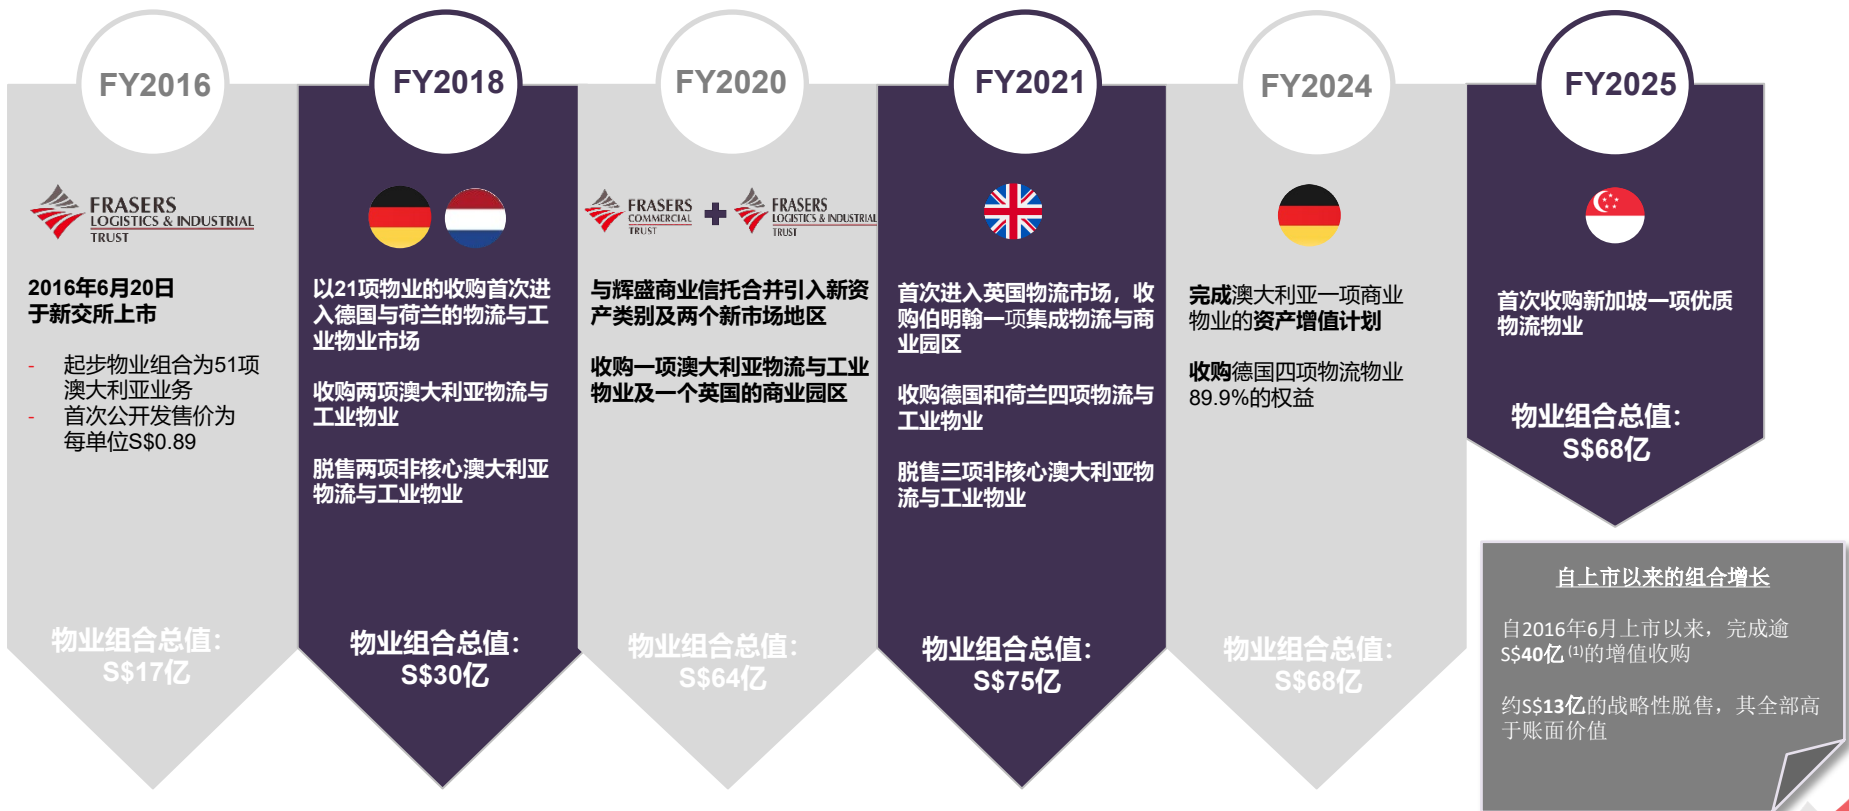 FY2016
FRASERS
LOGISTICS & INDUSTRIAL
TRUST
2016年6月20日
于新交所上市
- 起步物业组合为51项
澳大利亚业务
- 首次公开发售价为
每单位S$0.89
物业组合总值：
S$17亿
FY2018
以21项物业的收购首次进
入德国与荷兰的物流与工
业物业市场
收购两项澳大利亚物流与
工业物业
脱售两项非核心澳大利亚
物流与工业物业
物业组合总值：
S$30亿
FY2020
FRASERS
COMMERCIAL
TRUST
+
FRASERS
LOGISTICS & INDUSTRIAL
TRUST
与辉盛商业信托合并引入新资
产类别及两个新市场地区
收购一项澳大利亚物流与工业
物业及一个英国的商业园区
物业组合总值：
S$64亿
FY2021
首次进入英国物流市场，收
购伯明翰一项集成物流与商
业园区
收购德国和荷兰四项物流与
工业物业
脱售三项非核心澳大利亚物
流与工业物业
物业组合总值：
S$75亿
FY2024
完成澳大利亚一项商业
物业的资产增值计划
收购德国四项物流物业
89.9%的权益
物业组合总值：
S$68亿
FY2025
首次收购新加坡一项优质
物流物业
物业组合总值：
S$68亿
自上市以来的组合增长
自2016年6月上市以来，完成逾
S$40亿 (1)的增值收购
约S$13亿的战略性脱售，其全部高
于账面价值